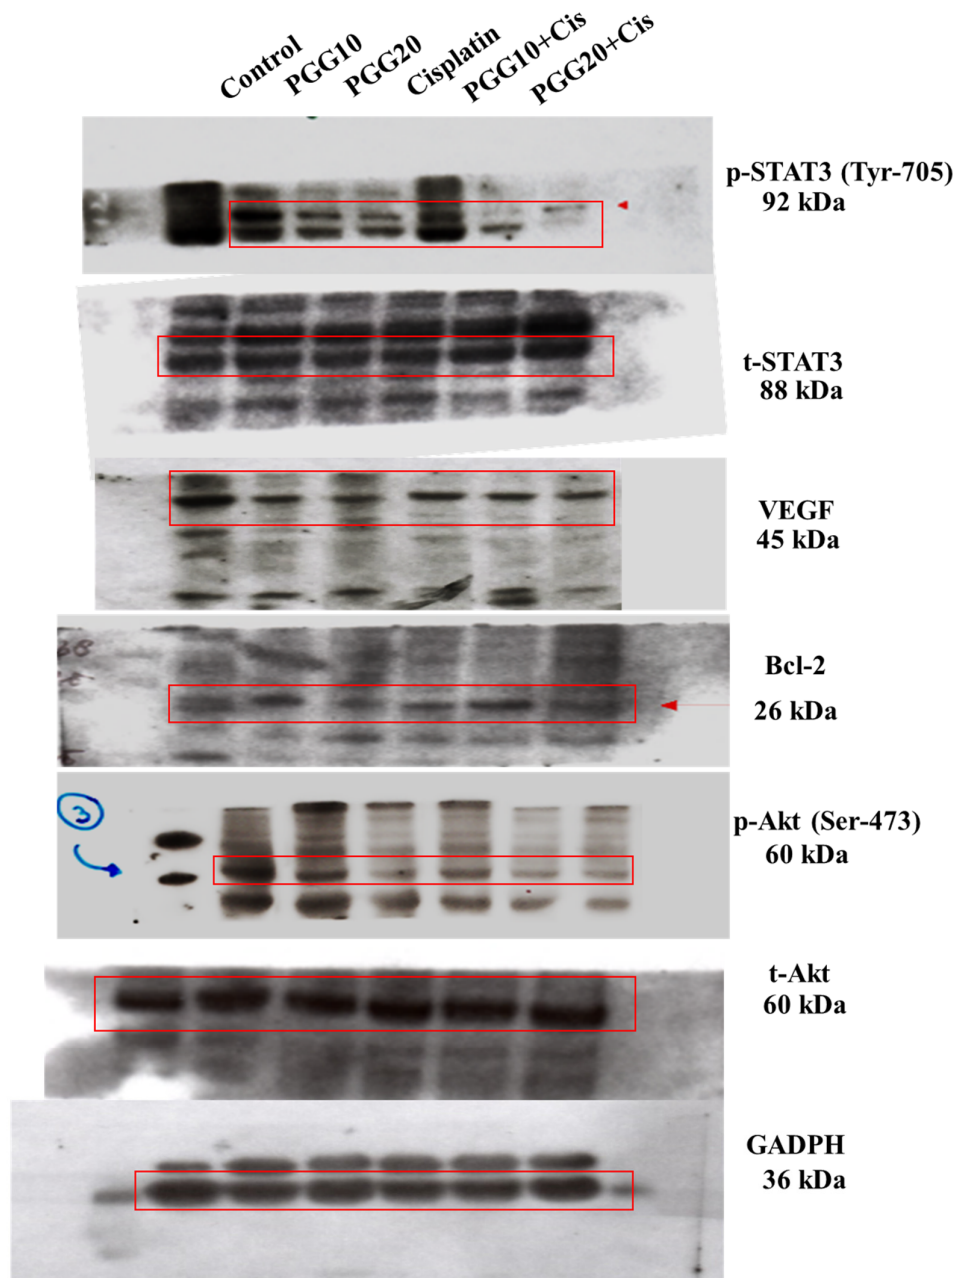 Control
PGG10
PGG20
Cisplatin
PGG10+Cis
PGG20+Cis
p-STAT3 (Tyr-705)
92 kDa
t-STAT3
88 kDa
VEGF
45 kDa
Bcl-2
26 kDa
3
p-Akt (Ser-473)
60 kDa
t-Akt
60 kDa
GADPH
36 kDa